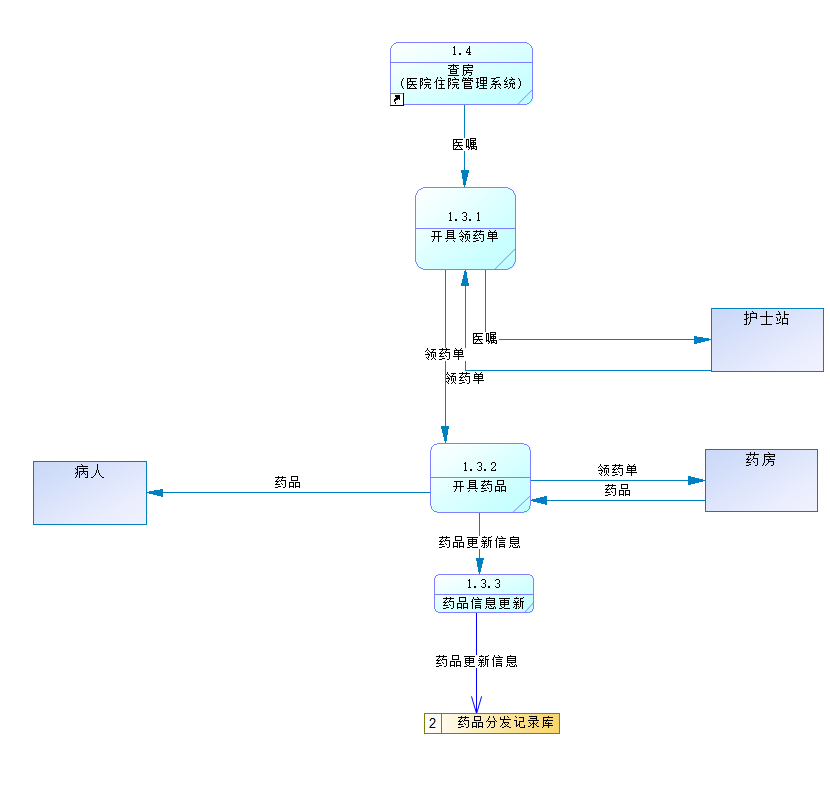 1.4
查房
(医院住院管理系统)
医嘱
1.3.1
开具领药单
护士站
医嘱
领药单
领药单
病人
药品
1.3.2
开具药品
领药单
药品
药房
药品更新信息
1.3.3
药品信息更新
药品更新信息
2 药品分发记录库